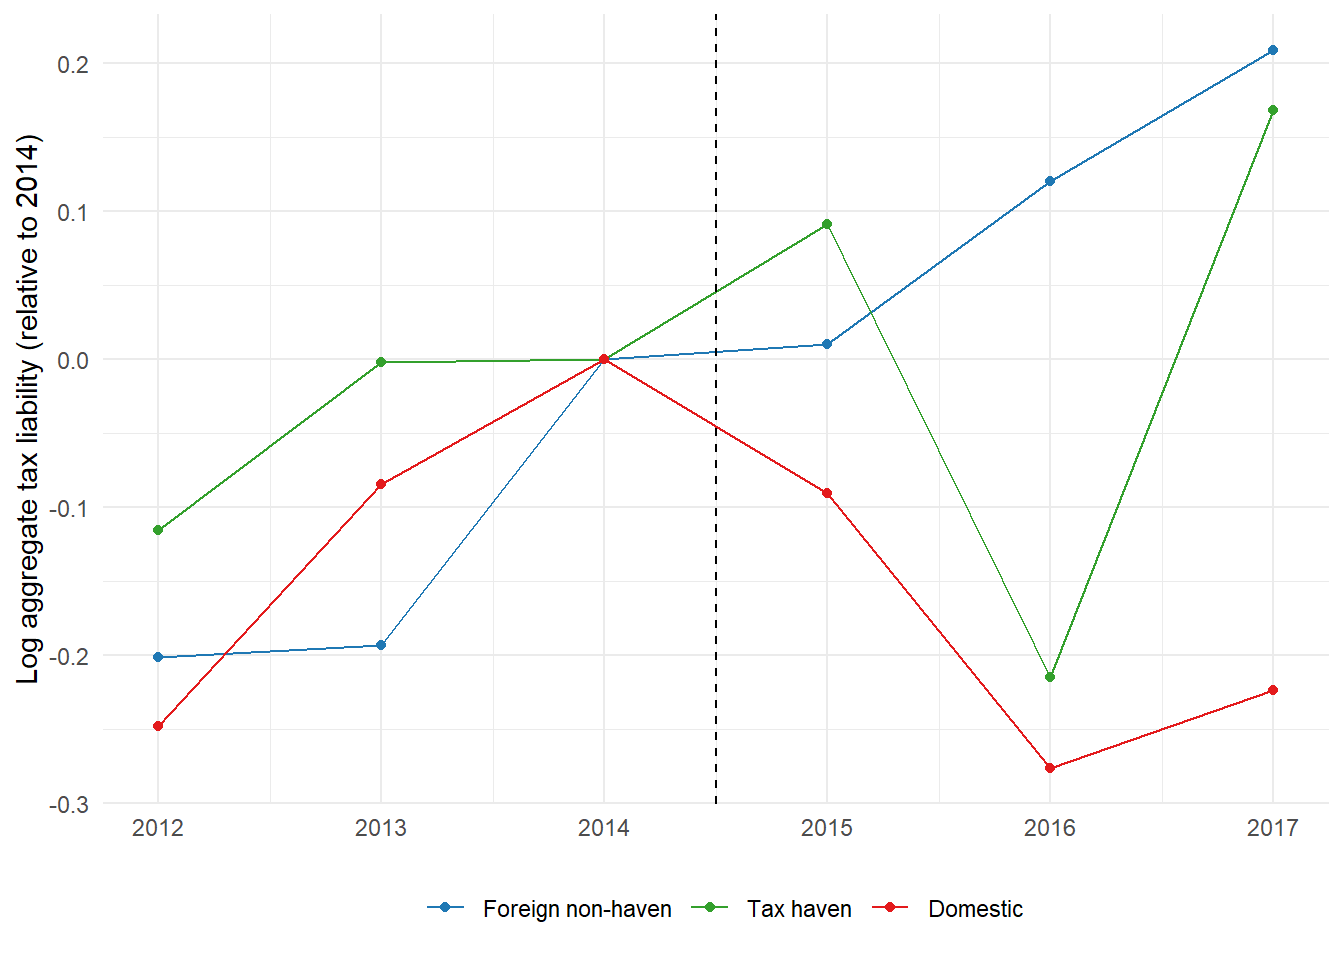 Log aggregate tax liability (relative to 2014)
0.2
0.1
0.0
-0.1
-0.2
-0.3
2012 2013 2014 2015 2016 2017
Foreign non-haven Tax haven Domestic